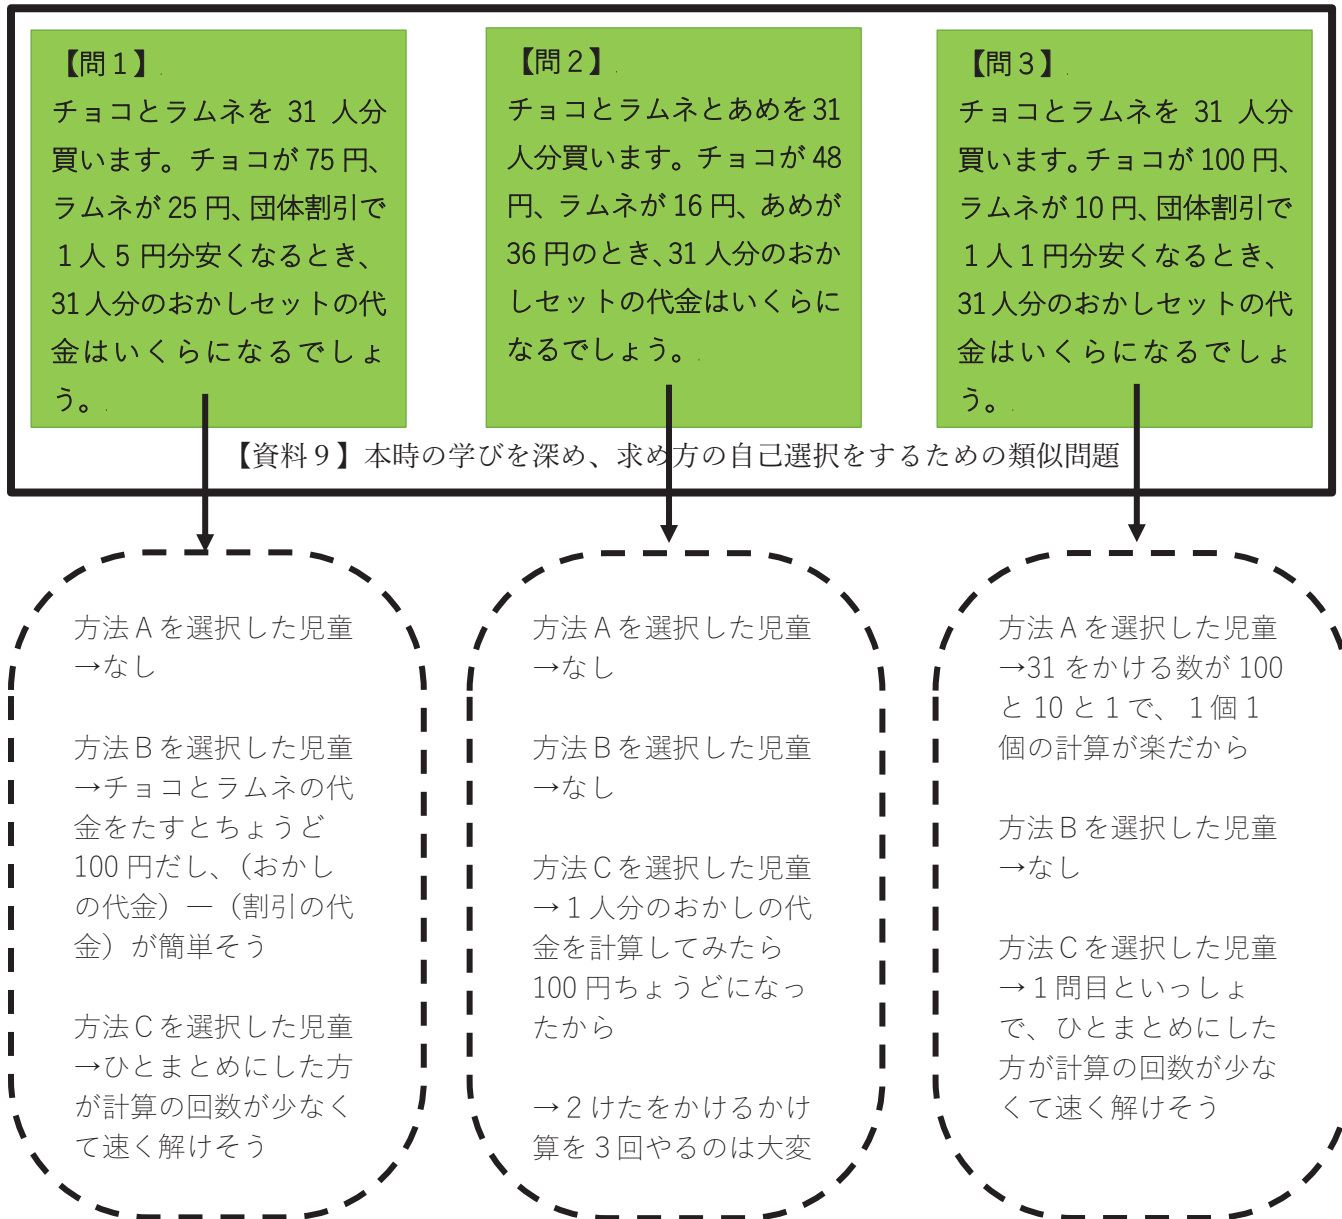 【問１】
チョコとラムネを 31 人分
買います。チョコが 75 円、
ラムネが 25 円、団体割引で
１人 5 円分安くなるとき、
31 人分のおかしセットの代
金はいくらになるでしょ
う。
【問２】
チョコとラムネとあめを 31
人分買います。チョコが 48
円、ラムネが 16 円、あめが
36 円のとき、31 人分のおか
しセットの代金はいくらに
なるでしょう。
【問３】
チョコとラムネを 31 人分
買います。チョコが 100 円、
ラムネが 10 円、団体割引で
１人１円分安くなるとき、
31 人分のおかしセットの代
金はいくらになるでしょ
う。
【資料９】本時の学びを深め、求め方の自己選択をするための類似問題
方法Ａを選択した児童
→なし
方法Ｂを選択した児童
→チョコとラムネの代
金をたすとちょうど
100 円だし、（おかし
の代金）―（割引の代
金）が簡単そう
方法Ｃを選択した児童
→ひとまとめにした方
が計算の回数が少なく
て速く解けそう
方法Ａを選択した児童
→なし
方法Ｂを選択した児童
→なし
方法Ｃを選択した児童
→１人分のおかしの代
金を計算してみたら
100 円ちょうどになっ
たから
→２けたをかけるかけ
算を３回やるのは大変
方法Ａを選択した児童
→31 をかける数が 100
と 10 と１で、１個１
個の計算が楽だから
方法Ｂを選択した児童
→なし
方法Ｃを選択した児童
→１問目といっしょ
で、ひとまとめにした
方が計算の回数が少な
くて速く解けそう